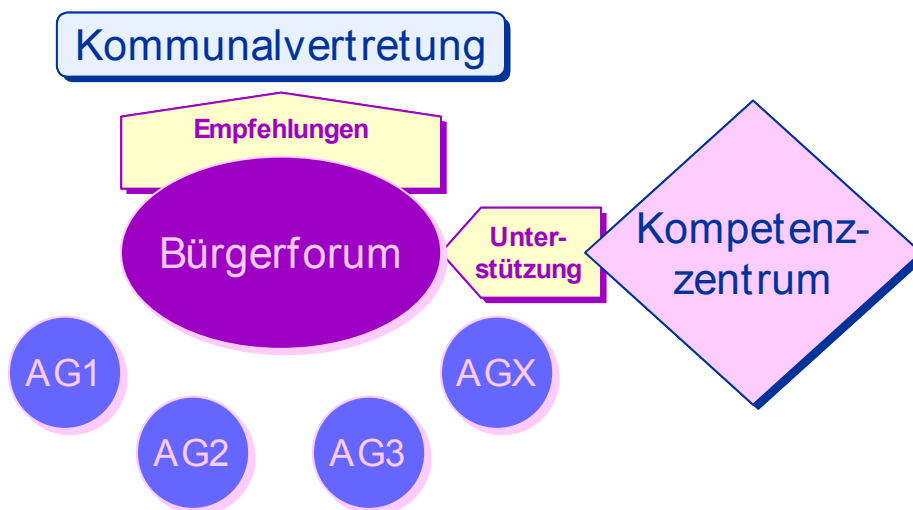 Kommunalvertretung
Empfehlungen
Bürgerforum
Unter-
stützung
Kompetenz-
zentrum
AG1
AG2
AG3
AGX